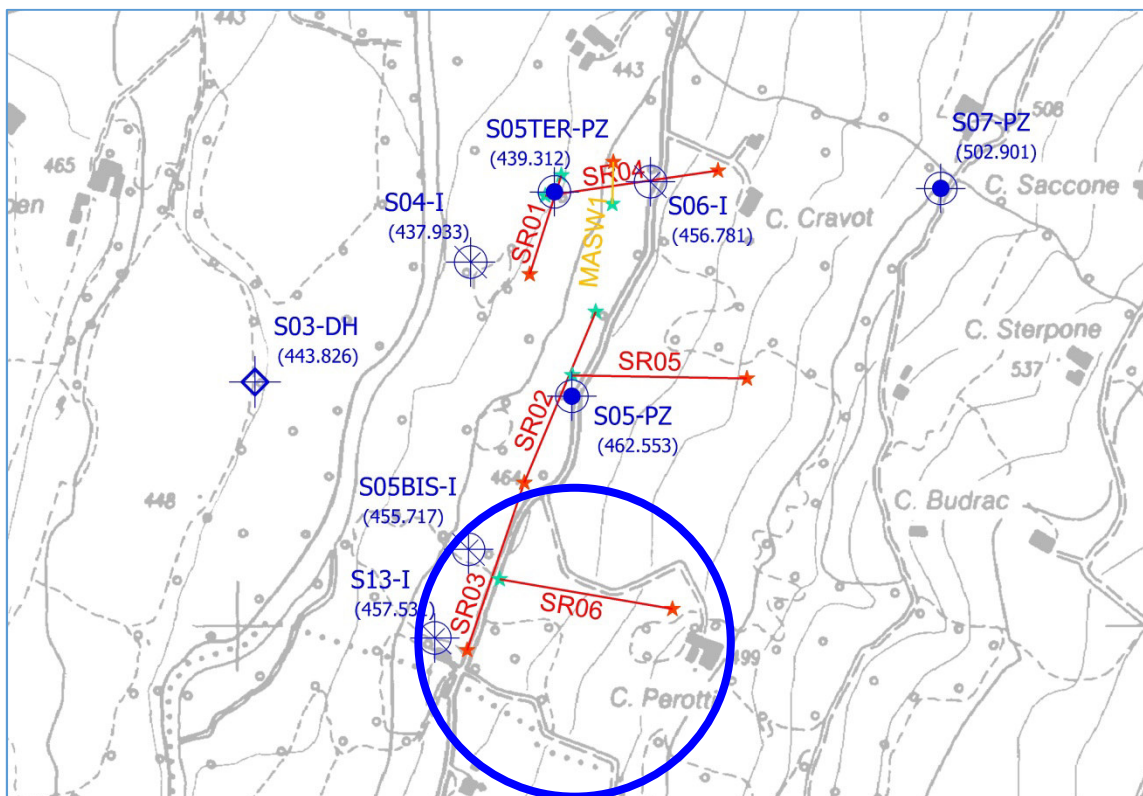 443
443
508
S05TER-PZ
(439.312)
S07-PZ
(502.901)
465
SR04
C. Saccone
S04-I
(437.933)
SR01
S06-I
(456.781)
C. Cravot
MASW1
S03-DH
(443.826)
C. Sterpone
537
SR05
SR02
S05-PZ
(462.553)
464
S05BIS-I
(455.717)
448
C. Budrac
S13-I
SR03
SR06
499
C. Perotti